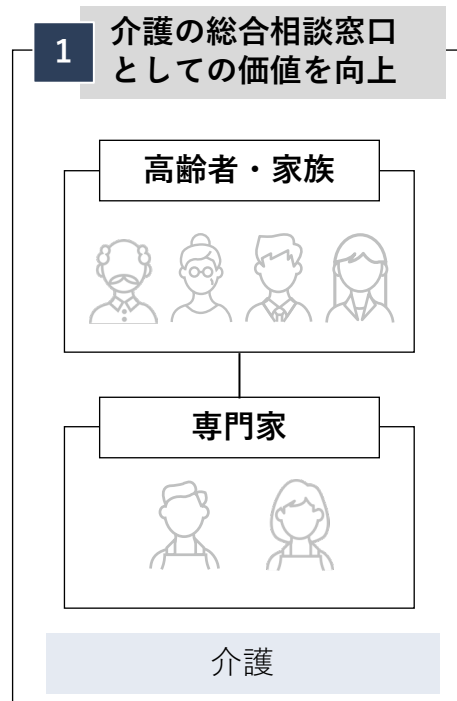 1
介護の総合相談窓口
としての価値を向上
高齢者・家族
専門家
介護